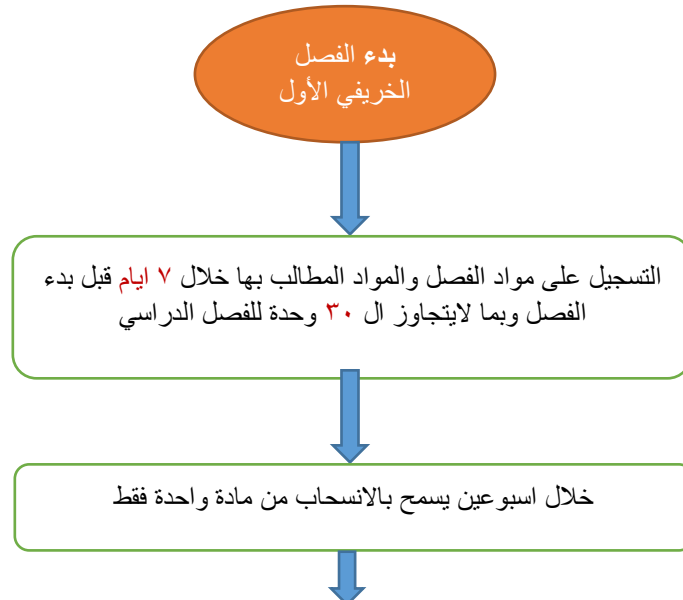 بدء الفصل
الخريفي الأول
التسجيل على مواد الفصل والمواد المطالب بها خلال ٧ ايام قبل بدء
الفصل وبما لايتجاوز ال ٣٠ وحدة للفصل الدراسي
خلال اسبوعين يسمح بالانسحاب من مادة واحدة فقط